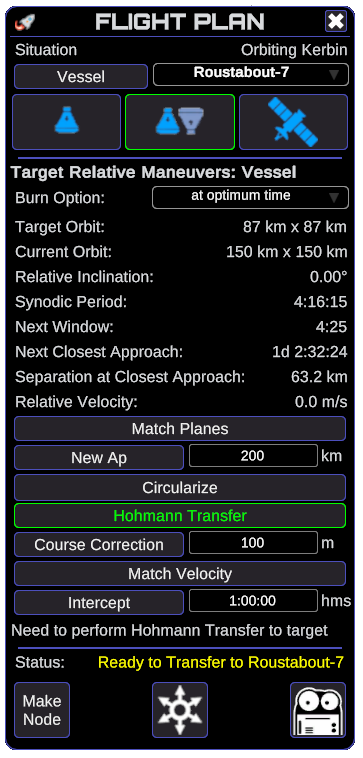 FLIGHT PLAN
Situation Orbiting Kerbin
Vessel Roustabout-7
Target Relative Maneuvers: Vessel
Burn Option: at optimum time
Target Orbit: 87 km x 87 km
Current Orbit: 150 km x 150 km
Relative Inclination: 0.00°
Synodic Period: 4:16:15
Next Window: 4:25
Next Closest Approach: 1d 2:32:24
Separation at Closest Approach: 63.2 km
Relative Velocity: 0.0 m/s
Match Planes
New Ap 200 km
Circularize
Hohmann Transfer
Course Correction 100 m
Match Velocity
Intercept 1:00:00 hms
Need to perform Hohmann Transfer to target
Status: Ready to Transfer to Roustabout-7
Make
Node